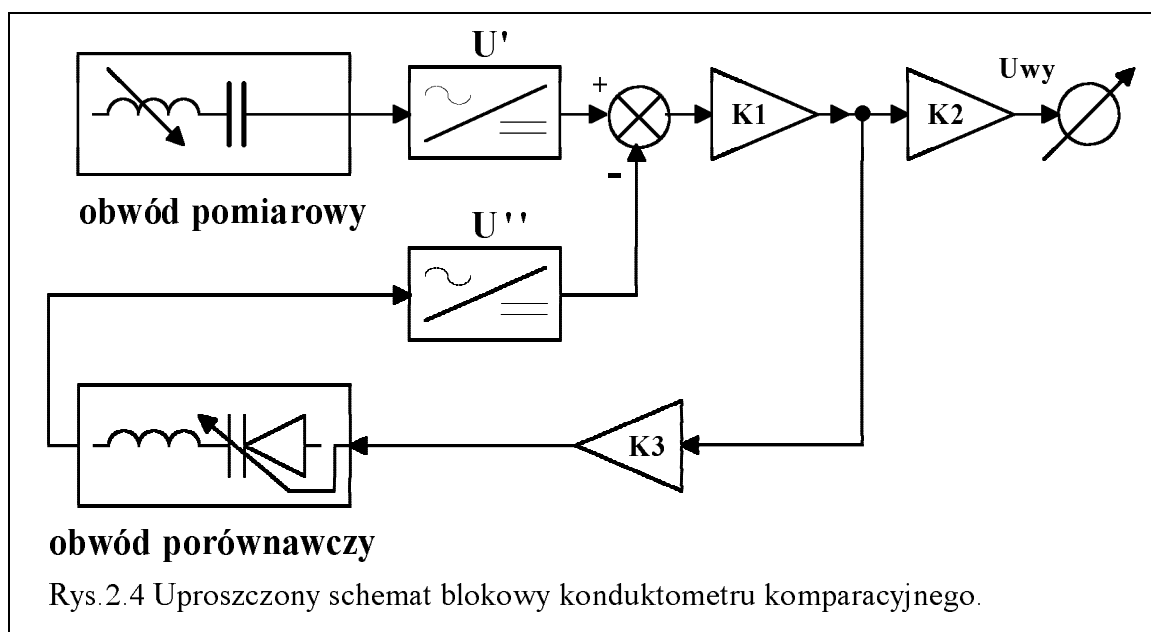 U'
Uwy
+
K1
K2
-
obwód pomiarowy
U''
K3
obwód porównawczy
Rys.2.4 Uproszczony schemat blokowy konduktometru komparacyjnego.